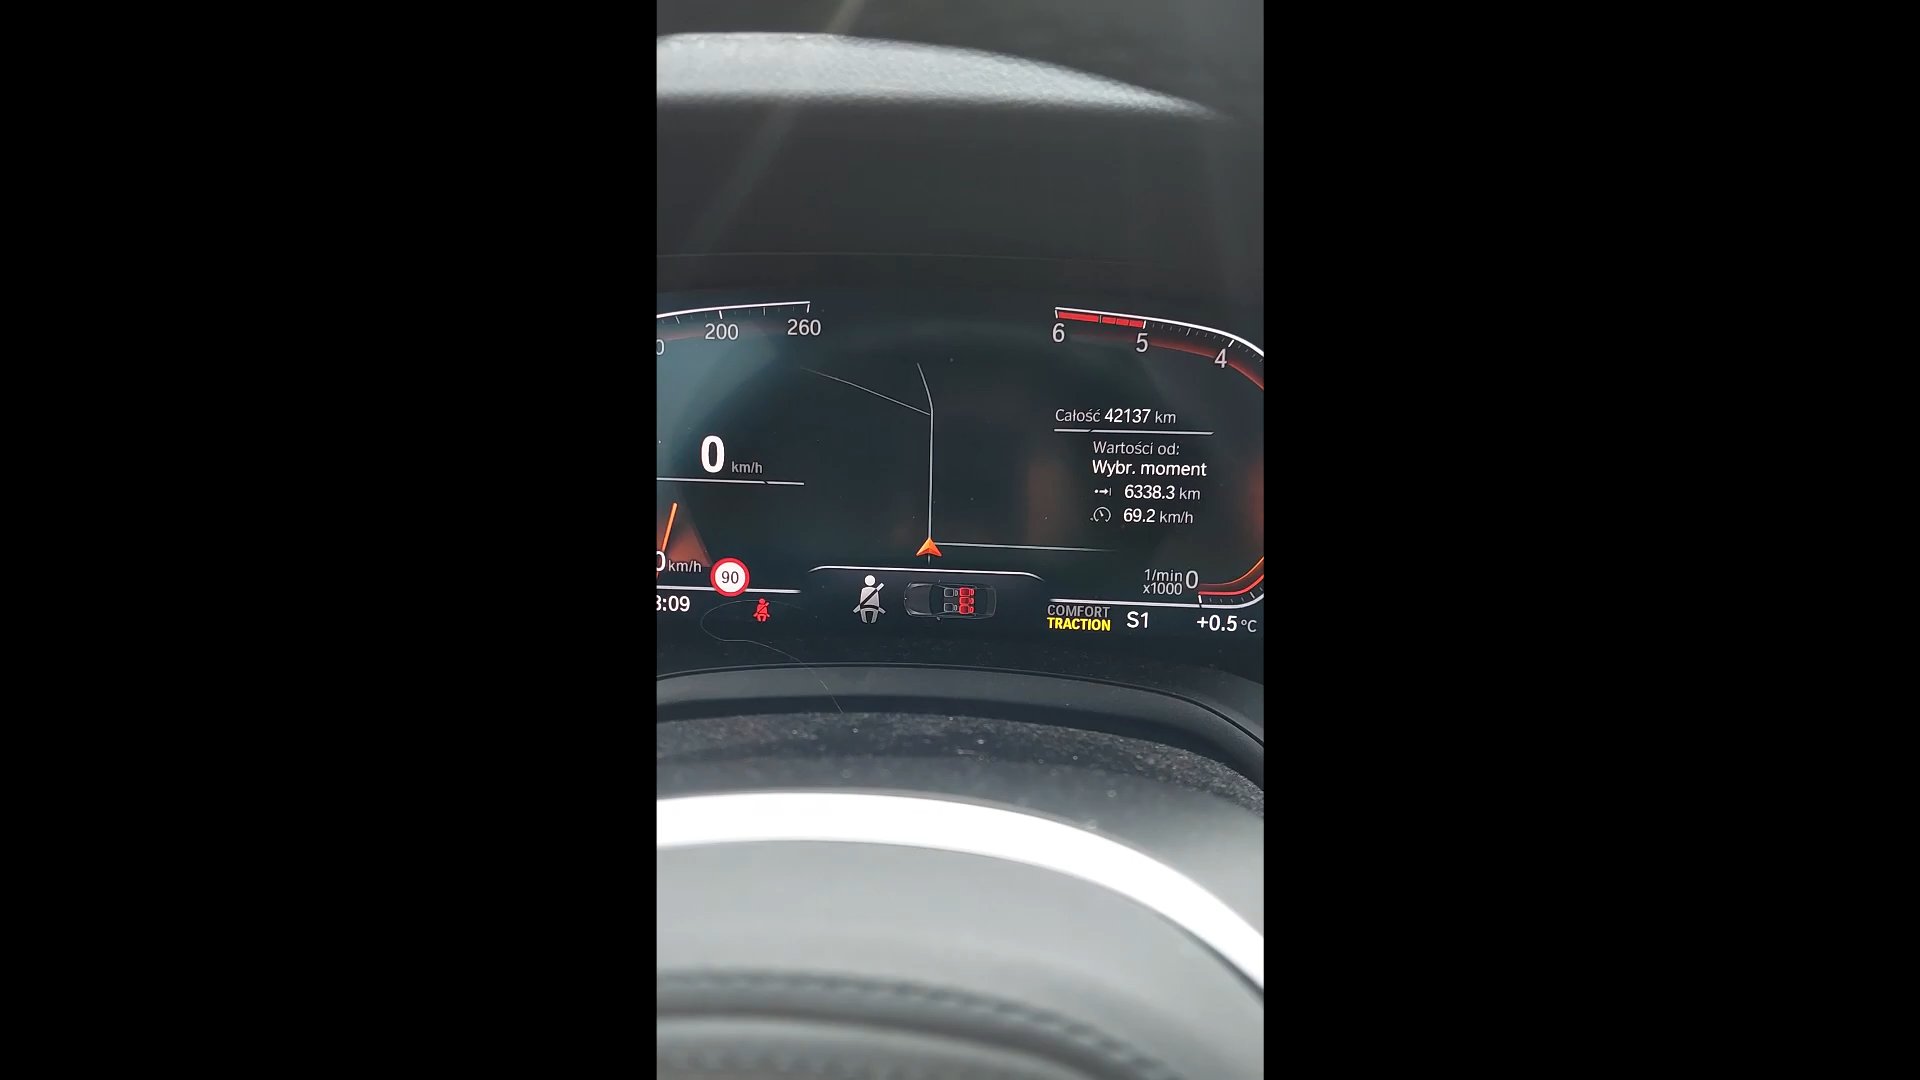 200
260
6
5
4
Całość 42137 km
0 km/h
Wartości od:
Wybr. moment
6338.3 km
69.2 km/h
km/h
90
1/min
x1000
0
:09
COMFORT
TRACTION
S1
+0.5 °C